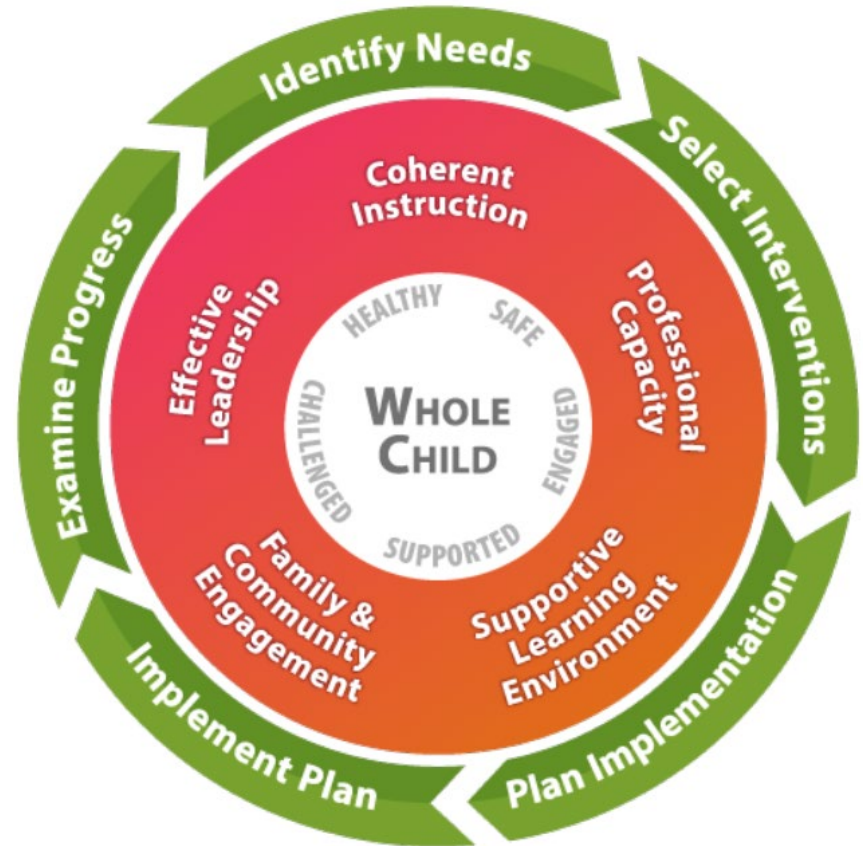 Identify Needs
Select Interventions
Plan Implementation
Implement Plan
Examine Progress
Coherent
Instruction
Professional
Capacity
Supportive
Learning
Environment
Family &
Community
Engagement
Effective
Leadership
HEALTHY
SAFE
ENGAGED
SUPPORTED
CHALLENGED
WHOLE
CHILD